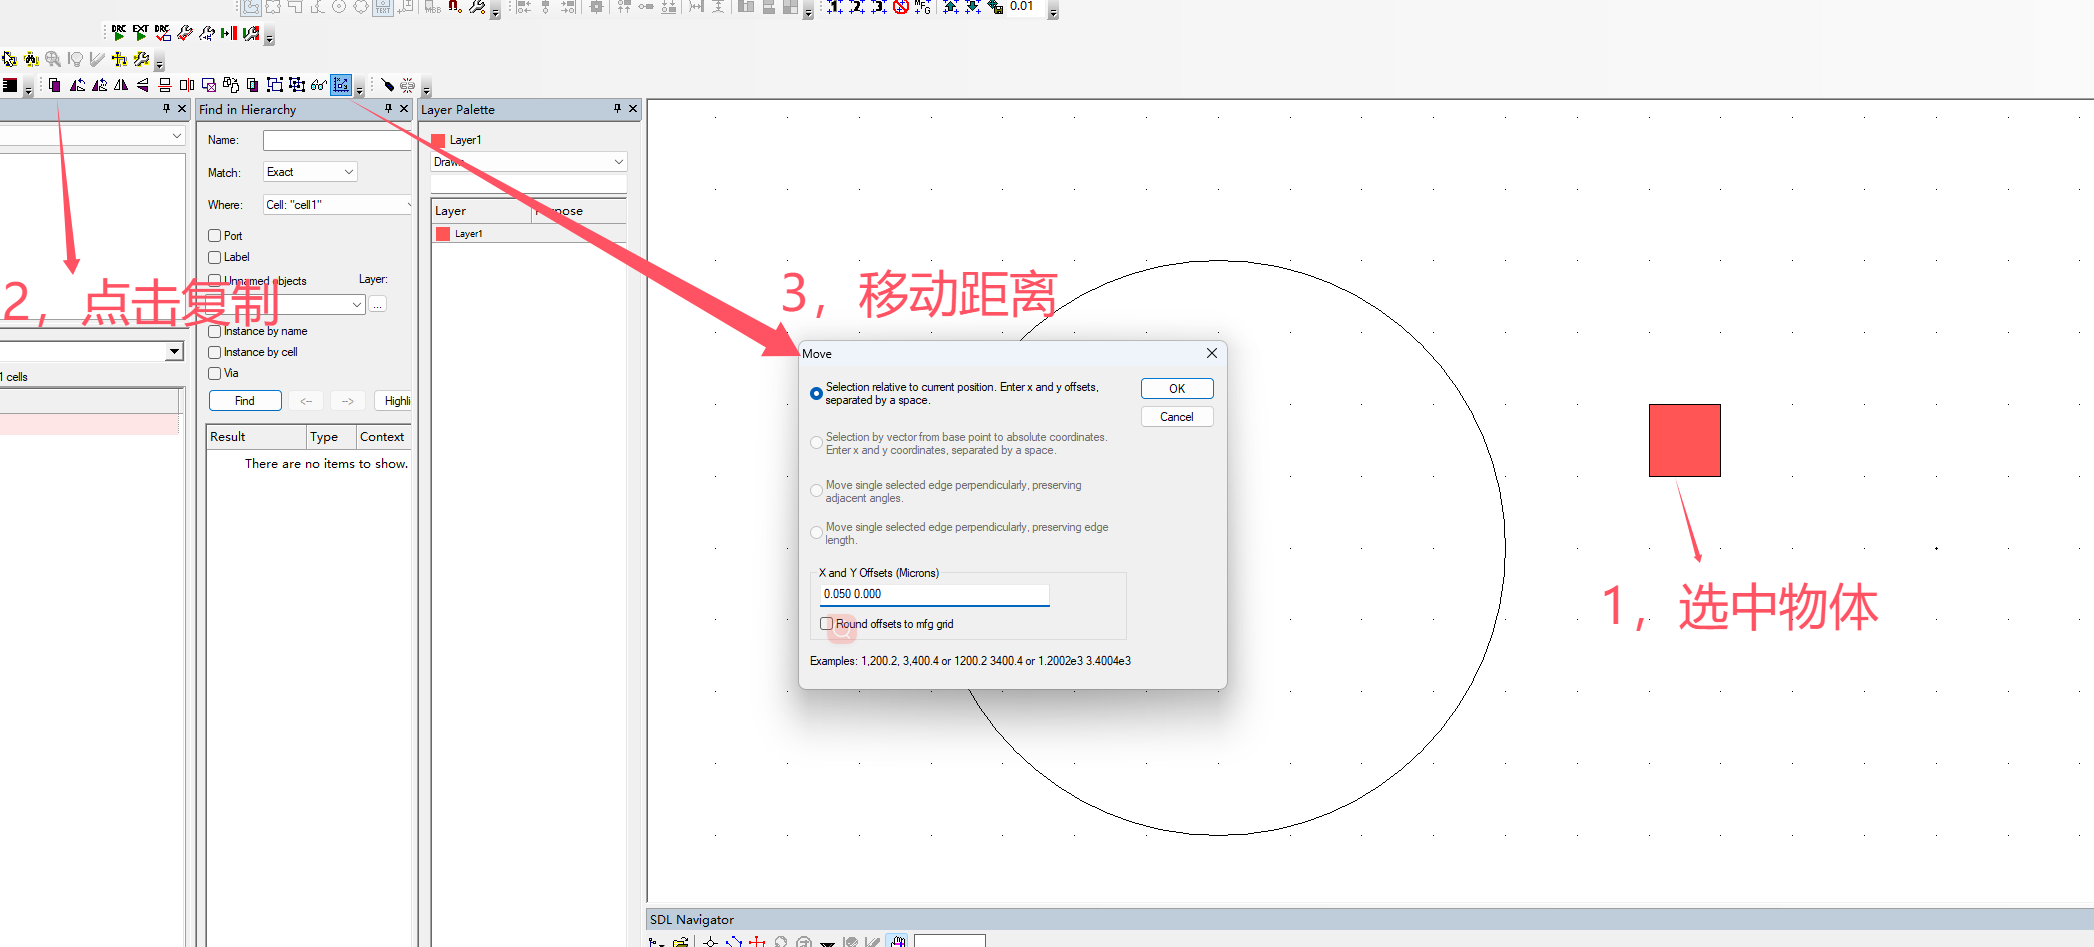 MBB
1
2
3
MFG
0.01
DRC
EXT
DRC
Find in Hierarchy
Layer Palette
Name:
Layer1
Match:
Exact
Where:
Cell: "cell1"
Layer
Layer1
Port
Label
Unnamed objects
Layer:
...
2，点击复制
3，移动距离
Instance by name
Instance by cell
Via
1 cells
Find
<--
-->
Result
Type
Context
There are no items to show.
Move
Selection relative to current position. Enter x and y offsets,
separated by a space.
OK
Cancel
Selection by vector from base point to absolute coordinates.
Enter x and y coordinates, separated by a space.
Move single selected edge perpendicularly, preserving
adjacent angles.
Move single selected edge perpendicularly, preserving edge
length.
X and Y Offsets (Microns)
0.050 0.000
Round offsets to mfg grid
Examples: 1,200.2, 3,400.4 or 1200.2 3400.4 or 1.2002e3 3.4004e3
1，选中物体
SDL Navigator